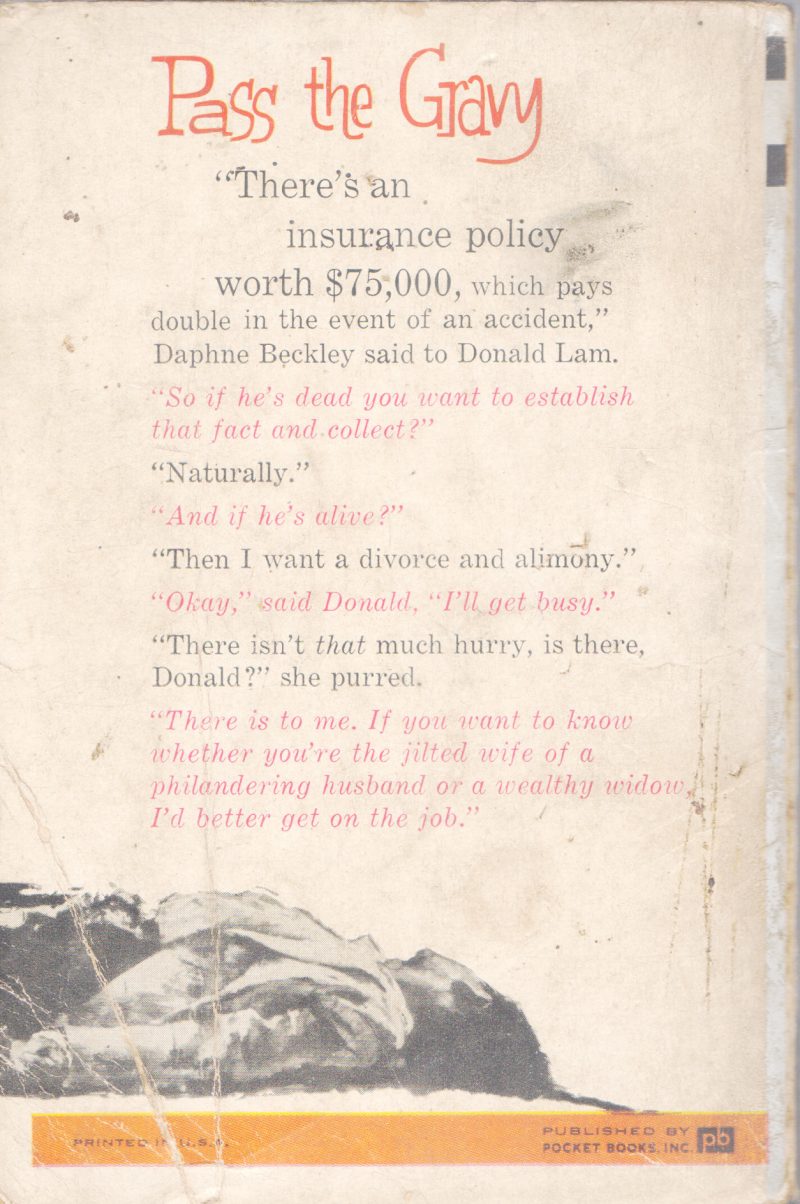 Pass the Gravy
“There’s an
insurance policy
worth $75,000, which pays
double in the event of an accident,”
Daphne Beckley said to Donald Lam.
“So if he’s dead you want to establish
that fact and collect?”
“Naturally.”
“And if he’s alive?”
“Then I want a divorce and alimony.”
“Okay,” said Donald, “I’ll get busy.”
“There isn’t that much hurry, is there,
Donald?” she purred.
“There is to me. If you want to know
whether you’re the jilted wife of a
philandering husband or a wealthy widow,
I’d better get on the job.”
PRINTED IN U.S.A.
PUBLISHED BY
POCKET BOOKS, INC. pb